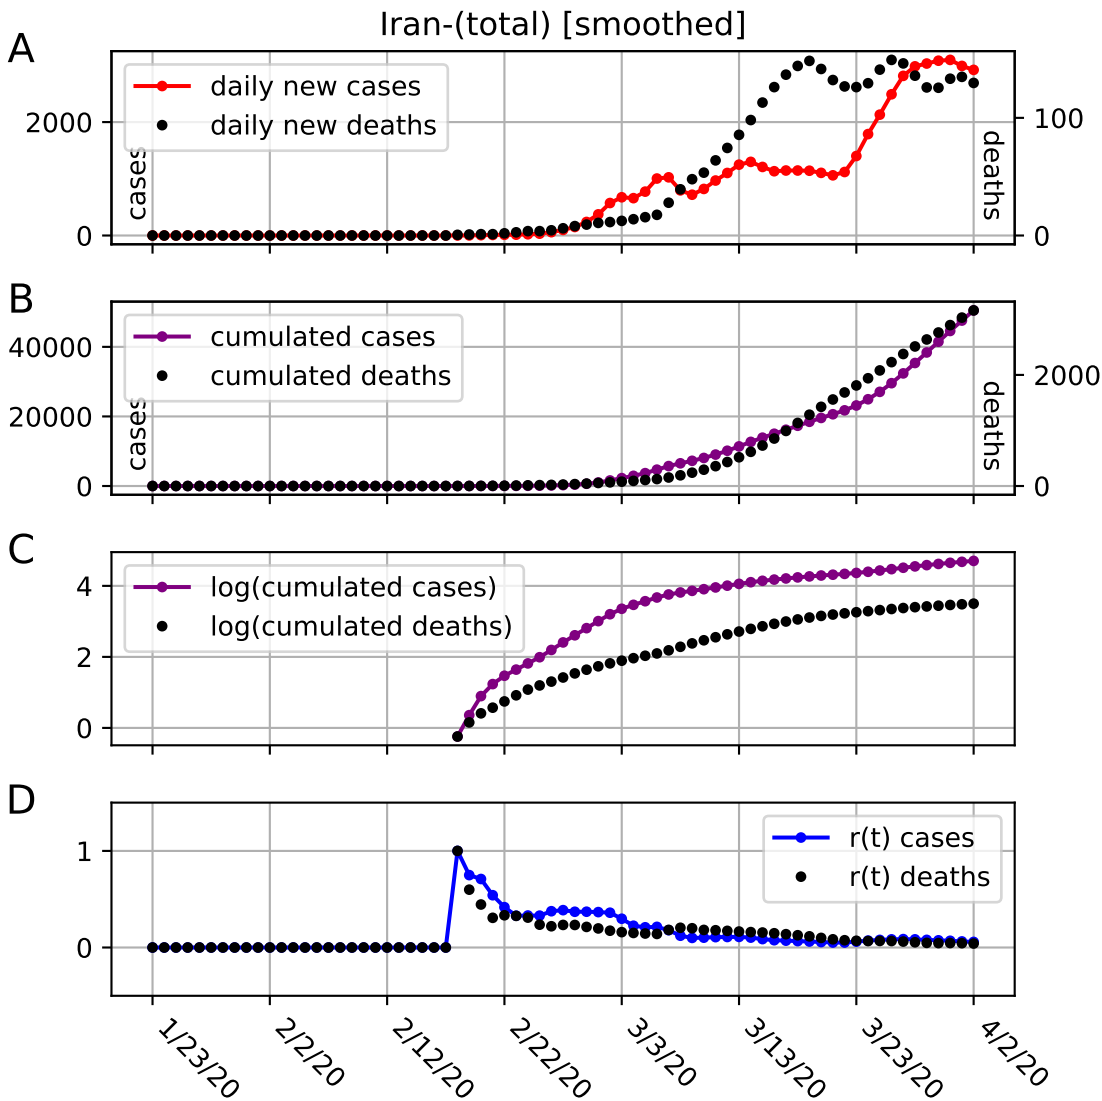 Iran-(total) [smoothed]
A
daily new cases
daily new deaths
2000
0
cases
100
0
deaths
B
cumulated cases
cumulated deaths
40000
20000
0
cases
2000
0
deaths
C
log(cumulated cases)
log(cumulated deaths)
4
2
0
D
r(t) cases
r(t) deaths
1
0
1/23/20
2/2/20
2/12/20
2/22/20
3/3/20
3/13/20
3/23/20
4/2/20